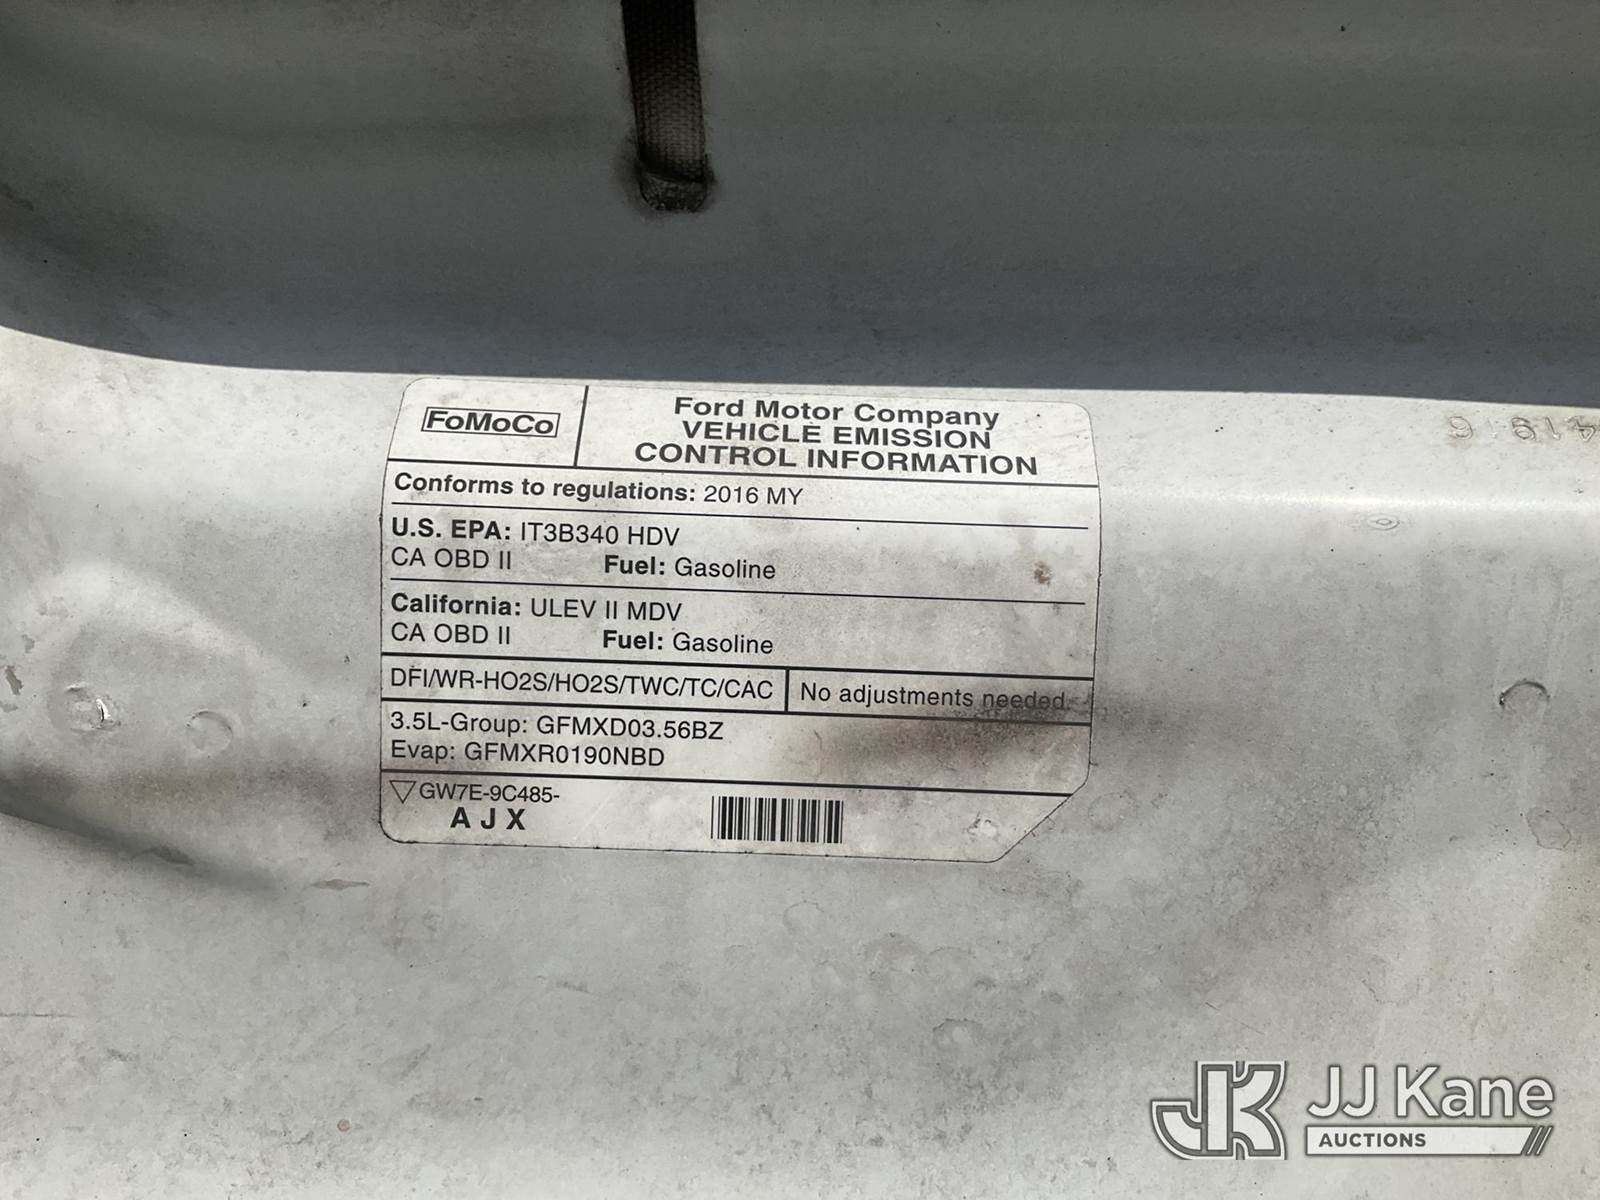 FoMoCo
Ford Motor Company
VEHICLE EMISSION
CONTROL INFORMATION
Conforms to regulations: 2016 MY
U.S. EPA: IT3B340 HDV
CA OBD II Fuel: Gasoline
California: ULEV II MDV
CA OBD II Fuel: Gasoline
DFI/WR-HO2S/HO2S/TWC/TC/CAC
No adjustments needed.
3.5L-Group: GFMXD03.56BZ
Evap: GFMXR0190NBD
GW7E-9C485-
A J X
JK JJ Kane
AUCTIONS